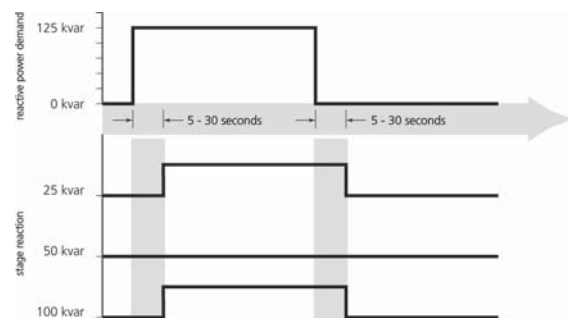 reactive power demand
125 kvar
0 kvar
5 - 30 seconds
5 - 30 seconds
stage reaction
25 kvar
50 kvar
100 kvar